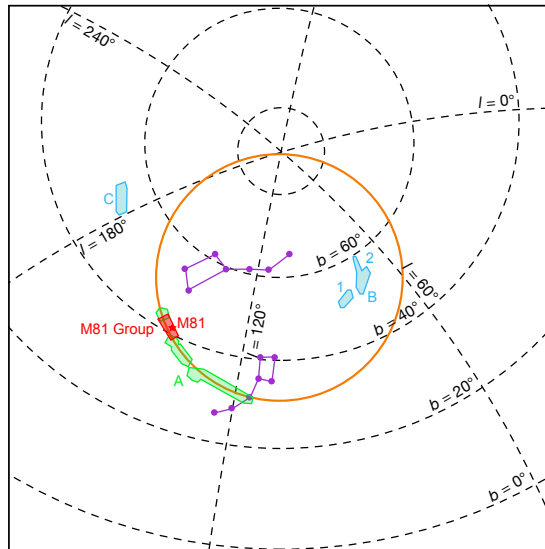 l = 240°
l = 0°
C
l = 180°
b = 60°
2
1
B
l = 60°
b = 40°
M81 Group
M81
l = 120°
A
b = 20°
b = 0°